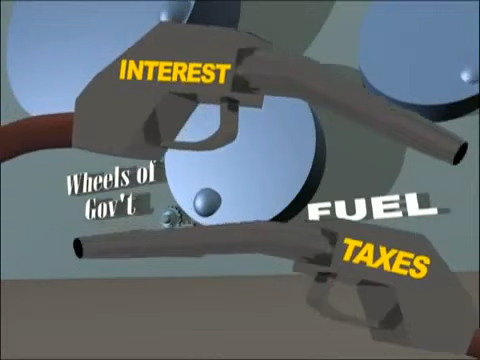 INTEREST
Wheels of
Gov't
FUEL
TAXES